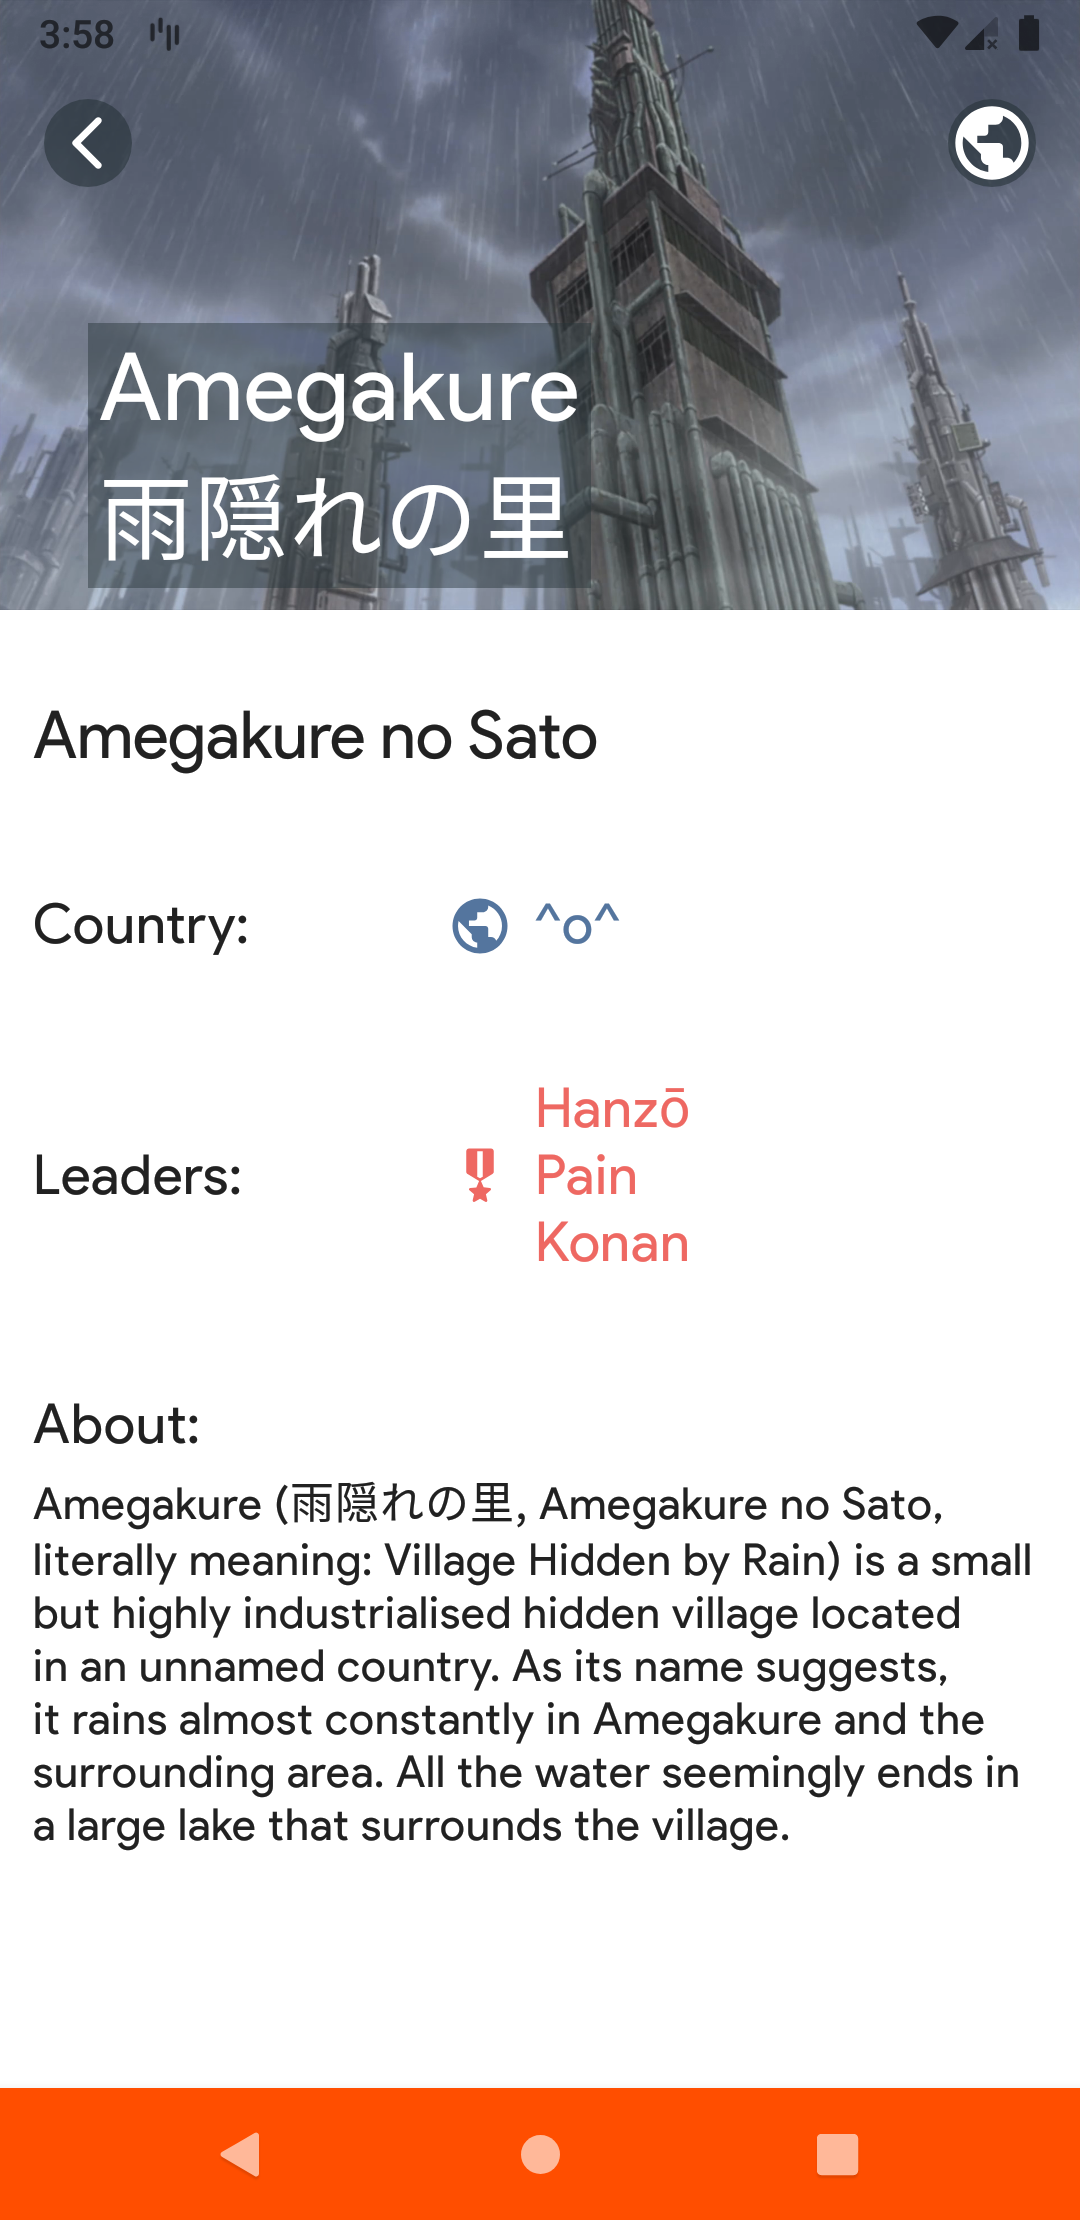 3:58
Amegakure
雨隠れの里
Amegakure no Sato
Country: ^o^
Leaders: Hanzō
Pain
Konan
About:
Amegakure (雨隠れの里, Amegakure no Sato,
literally meaning: Village Hidden by Rain) is a small
but highly industrialised hidden village located
in an unnamed country. As its name suggests,
it rains almost constantly in Amegakure and the
surrounding area. All the water seemingly ends in
a large lake that surrounds the village.